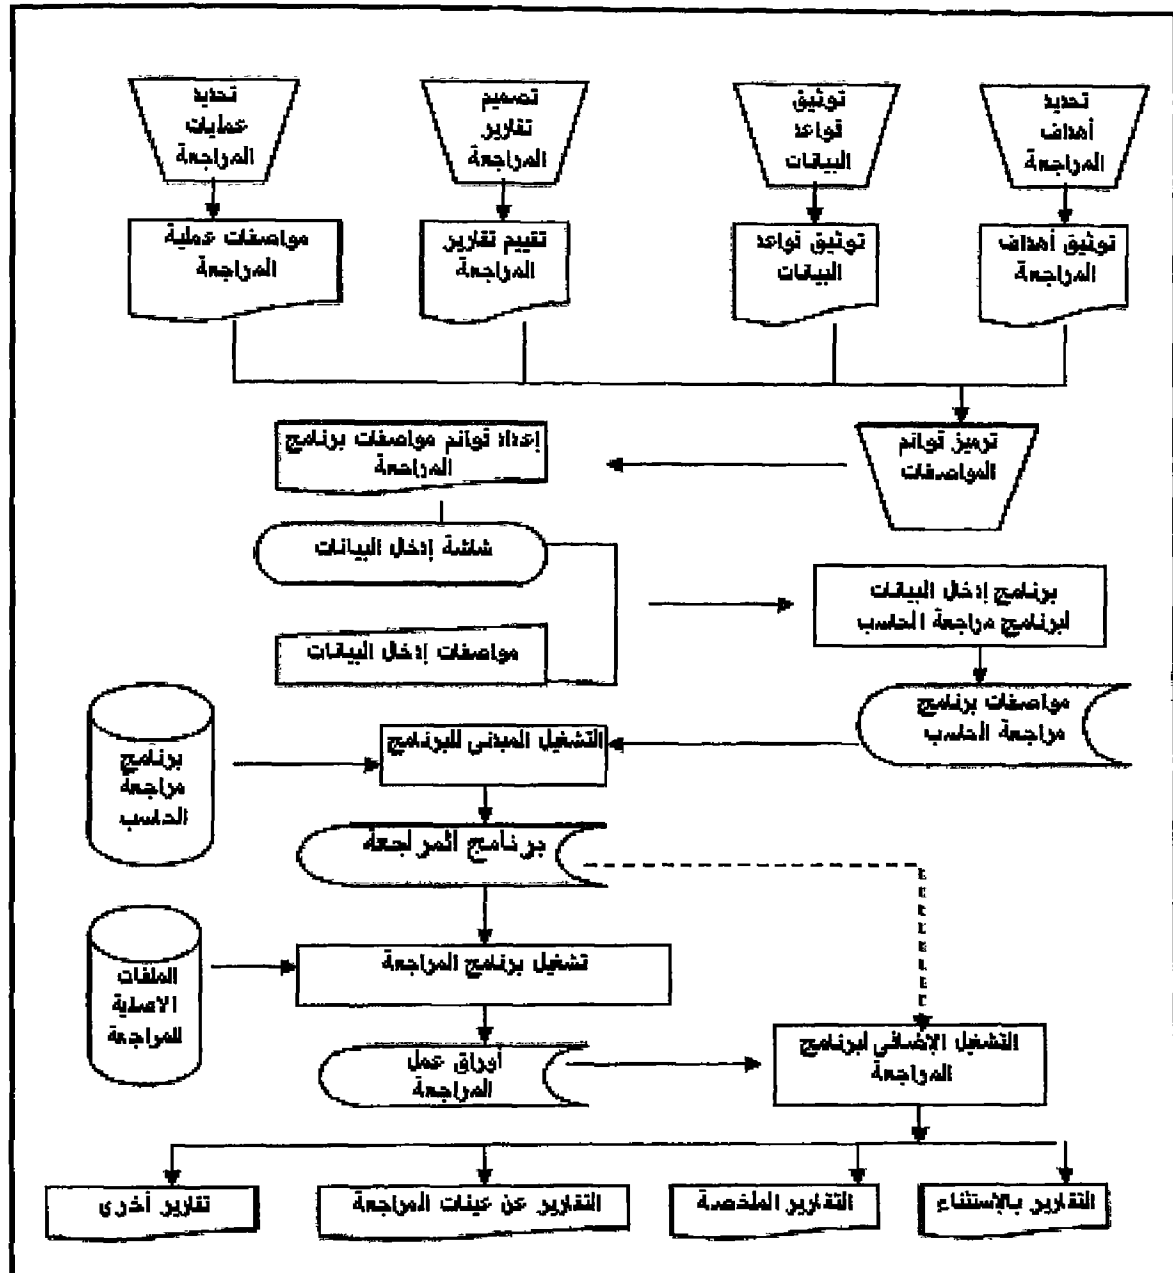 تحديد
أهداف
المراجعة
توثيق
قواعد
البيانات
تصميم
تقارير
المراجعة
تحديد
عمليات
المراجعة
توثيق أهداف
المراجعة
توثيق قواعد
البيانات
تقييم تقارير
المراجعة
مواصفات عملية
المراجعة
ترميز قوائم
المواصفات
إعداد قوائم مواصفات برنامج
المراجعة
شاشة إدخال البيانات
برنامج إدخال البيانات
لبرنامج مراجعة الحاسب
مواصفات إدخال البيانات
مواصفات برنامج
مراجعة الحاسب
التشغيل المبدئى للبرنامج
برنامج
مراجعة
الحاسب
برنامج المراجعة
تشغيل برنامج المراجعة
الملفات
الاصلية
للمراجعة
التشغيل الإضافى لبرنامج
المراجعة
أوراق عمل
المراجعة
التقارير بالإستثناء
التقارير الملخصة
التقارير عن عينات المراجعة
تقارير أخرى